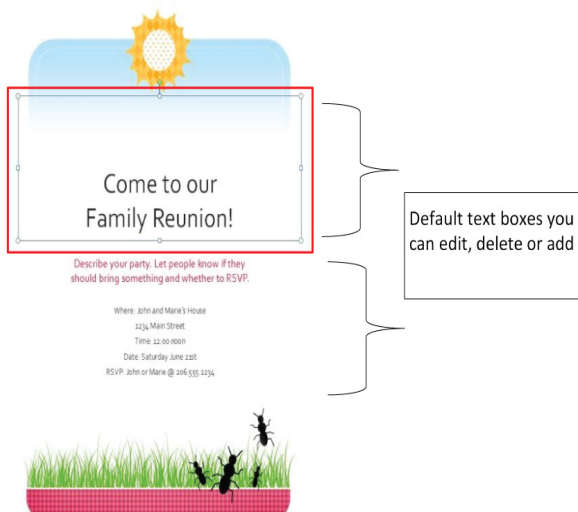 Come to our
Family Reunion!
Describe your party. Let people know if they
should bring something and whether to RSVP.
Where: John and Marie's House
1234 Main Street
Time: 12:00 noon
Date: Saturday June 21st
RSVP: John or Marie @ 206.555.1234
Default text boxes you
can edit, delete or add